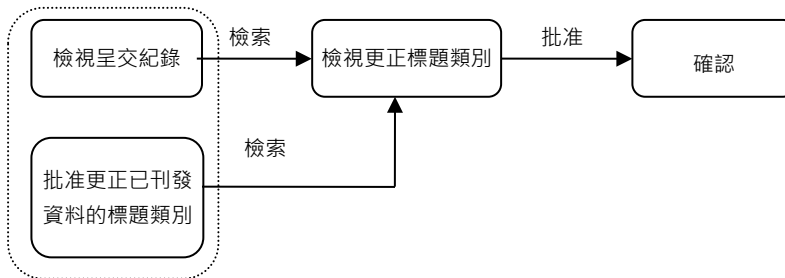 檢視呈交紀錄
檢索
檢視更正標題類別
批准
確認
批准更正已刊發
資料的標題類別
檢索